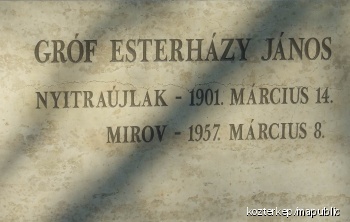 GRÓF ESTERHÁZY JÁNOS
NYITRAÚJLAK - 1901. MÁRCIUS 14.
MIROV - 1957. MÁRCIUS 8.
kozterkep.mapublic